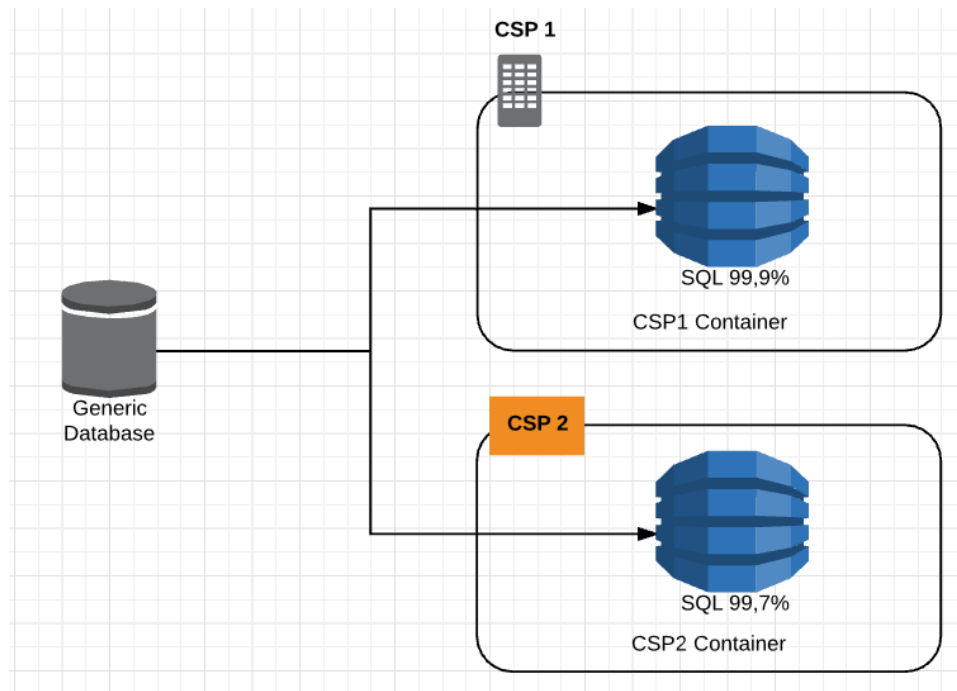 CSP 1
SQL 99,9%
CSP1 Container
Generic
Database
CSP 2
SQL 99,7%
CSP2 Container